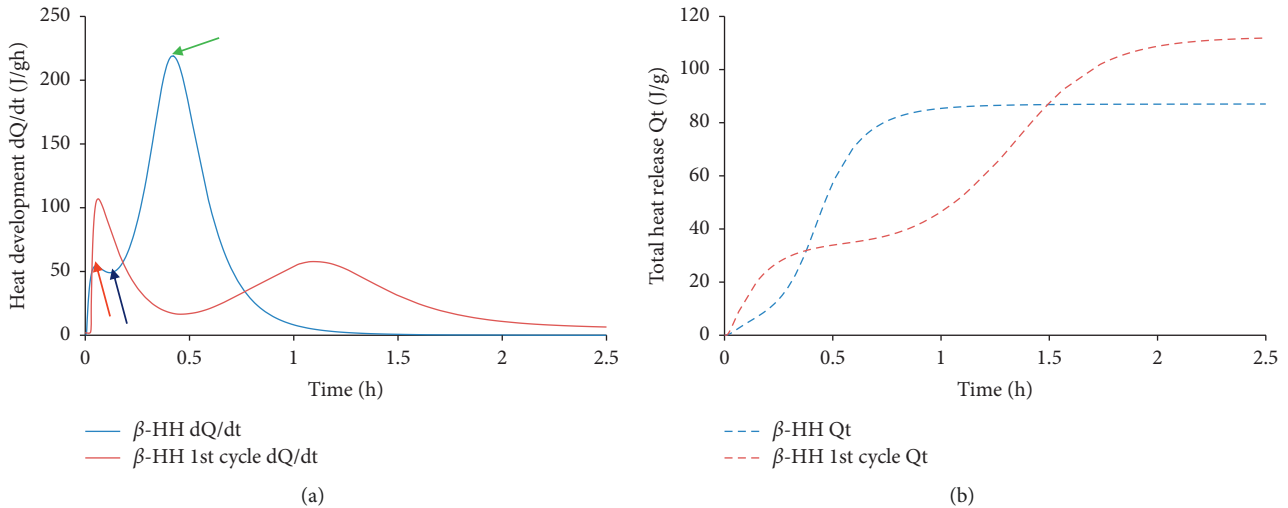 Heat development dQ/dt (J/gh)
250
200
150
100
50
0
0 0.5 1 1.5 2 2.5
Time (h)
β-HH dQ/dt
β-HH 1st cycle dQ/dt
(a)
Total heat release Qt (J/g)
120
100
80
60
40
20
0
0 0.5 1 1.5 2 2.5
Time (h)
β-HH Qt
β-HH 1st cycle Qt
(b)